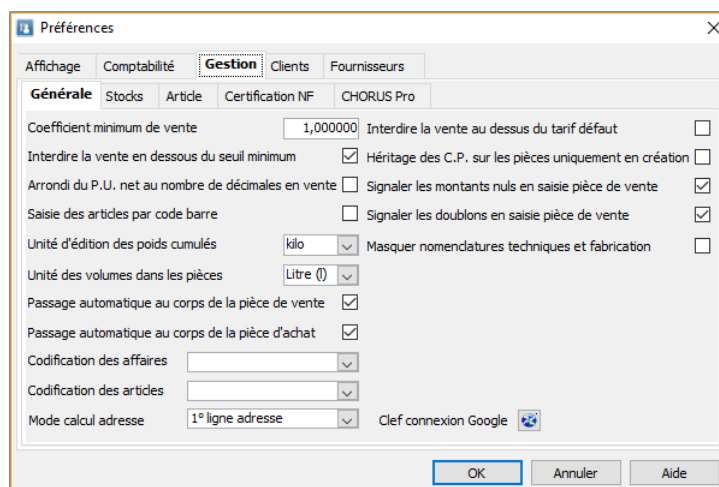 Préférences
Affichage Comptabilité Gestion Clients Fournisseurs
Générale Stocks Article Certification NF CHORUS Pro
Coefficient minimum de vente 1,000000 Interdire la vente au dessus du tarif défaut
Interdire la vente en dessous du seuil minimum Héritage des C.P. sur les pièces uniquement en création
Arrondi du P.U. net au nombre de décimales en vente Signaler les montants nuls en saisie pièce de vente
Saisie des articles par code barre Signaler les doublons en saisie pièce de vente
Unité d'édition des poids cumulés kilo Masquer nomenclatures techniques et fabrication
Unité des volumes dans les pièces Litre (l)
Passage automatique au corps de la pièce de vente
Passage automatique au corps de la pièce d'achat
Codification des affaires
Codification des articles
Mode calcul adresse 1° ligne adresse Clef connexion Google
OK Annuler Aide